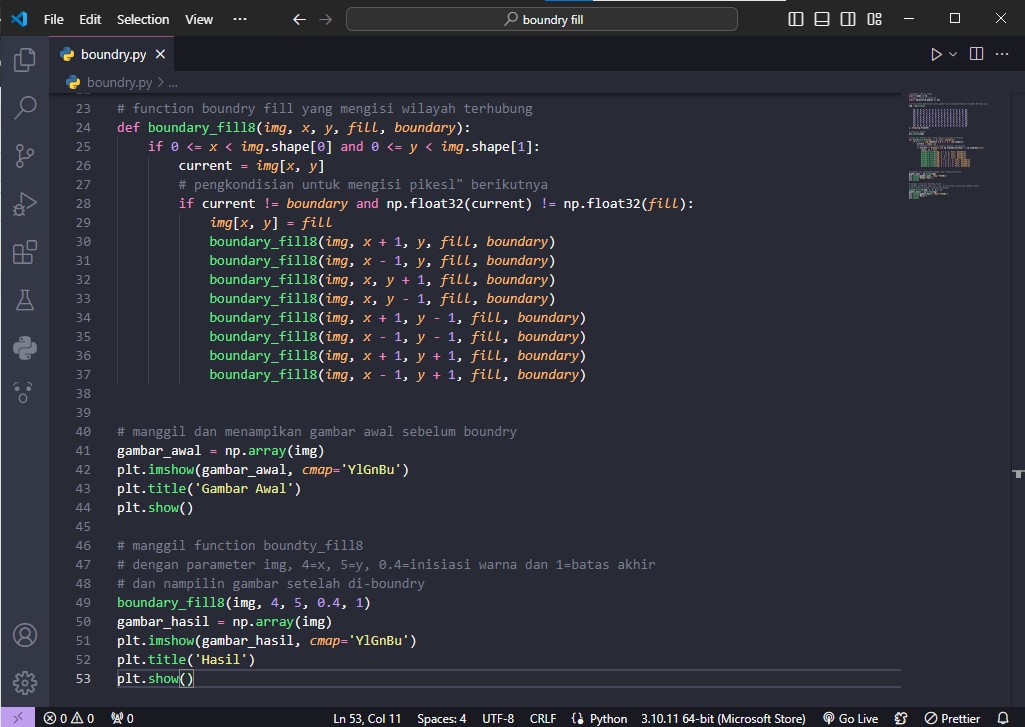 File Edit Selection View ··· boundry fill
boundry.py
boundry.py > ...
23 # function boundry fill yang mengisi wilayah terhubung
24 def boundary_fill8(img, x, y, fill, boundary):
25     if 0 <= x < img.shape[0] and 0 <= y < img.shape[1]:
26         current = img[x, y]
27         # pengkondisian untuk mengisi pikesl" berikutnya
28         if current != boundary and np.float32(current) != np.float32(fill):
29             img[x, y] = fill
30             boundary_fill8(img, x + 1, y, fill, boundary)
31             boundary_fill8(img, x - 1, y, fill, boundary)
32             boundary_fill8(img, x, y + 1, fill, boundary)
33             boundary_fill8(img, x, y - 1, fill, boundary)
34             boundary_fill8(img, x + 1, y - 1, fill, boundary)
35             boundary_fill8(img, x - 1, y - 1, fill, boundary)
36             boundary_fill8(img, x + 1, y + 1, fill, boundary)
37             boundary_fill8(img, x - 1, y + 1, fill, boundary)
38
39
40 # manggil dan menampikan gambar awal sebelum boundry
41 gambar_awal = np.array(img)
42 plt.imshow(gambar_awal, cmap='YlGnBu')
43 plt.title('Gambar Awal')
44 plt.show()
45
46 # manggil function boundty_fill8
47 # dengan parameter img, 4=x, 5=y, 0.4=inisiasi warna dan 1=batas akhir
48 # dan nampilin gambar setelah di-boundry
49 boundary_fill8(img, 4, 5, 0.4, 1)
50 gambar_hasil = np.array(img)
51 plt.imshow(gambar_hasil, cmap='YlGnBu')
52 plt.title('Hasil')
53 plt.show()
0 0 0 Ln 53, Col 11 Spaces: 4 UTF-8 CRLF Python 3.10.11 64-bit (Microsoft Store) Go Live Prettier